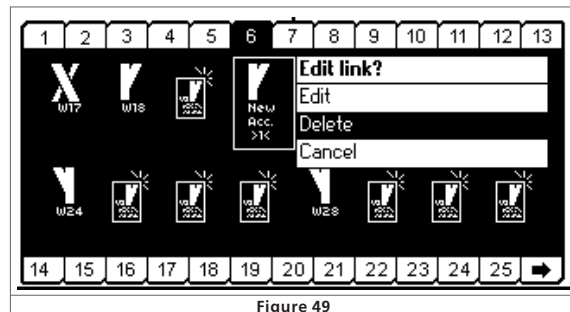 1 2 3 4 5 6 7 8 9 10 11 12 13
Edit link?
Edit
Delete
Cancel
W17
W18
New
Acc.
>1<
W24
W28
14 15 16 17 18 19 20 21 22 23 24 25
Figure 49